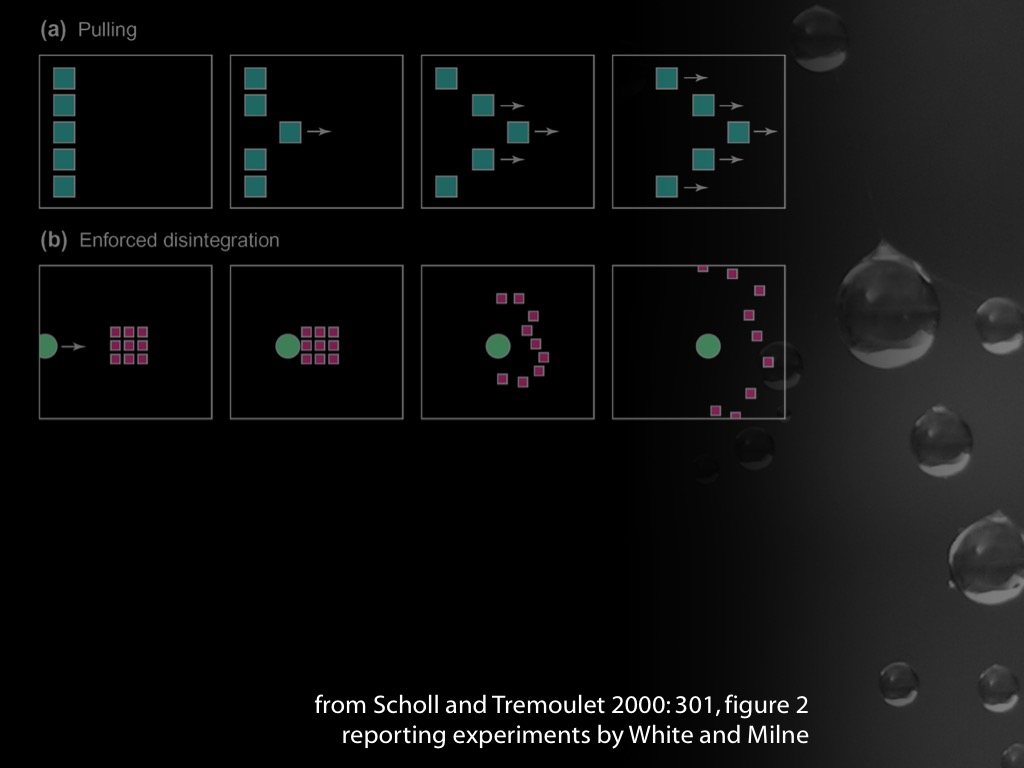 (a) Pulling
(b) Enforced disintegration
from Scholl and Tremoulet 2000: 301, figure 2
reporting experiments by White and Milne